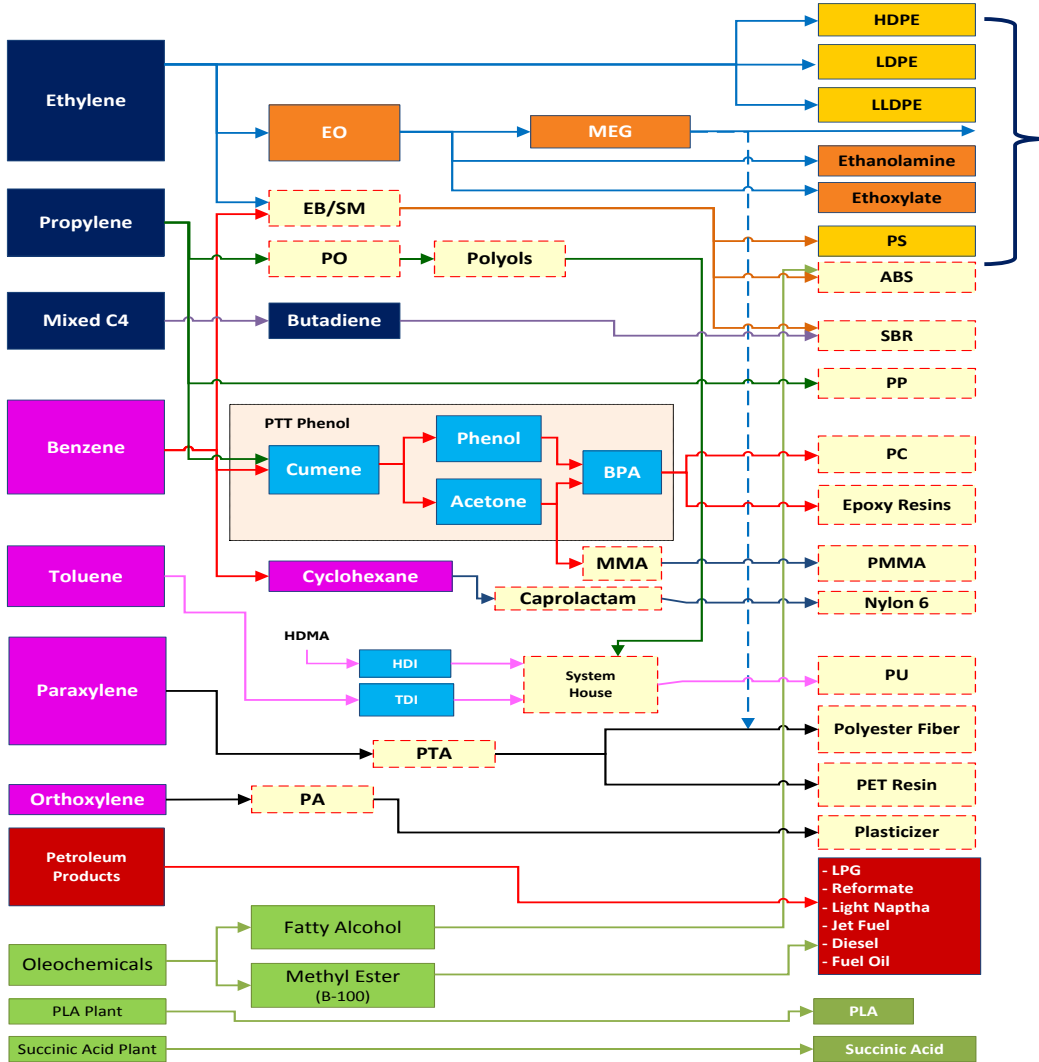 HDPE
LDPE
Ethylene
LLDPE
EO
MEG
Ethanolamine
Ethoxylate
EB/SM
Propylene
PS
PO
Polyols
ABS
Mixed C4
Butadiene
SBR
PP
PTT Phenol
Benzene
Phenol
PC
Cumene
BPA
Acetone
Epoxy Resins
Toluene
MMA
PMMA
Cyclohexane
Caprolactam
Nylon 6
HDMA
HDI
System
House
PU
Paraxylene
TDI
Polyester Fiber
PTA
PET Resin
Orthoxylene
PA
Plasticizer
Petroleum
Products
- LPG
- Reformate
- Light Naptha
- Jet Fuel
- Diesel
- Fuel Oil
Fatty Alcohol
Oleochemicals
Methyl Ester
(B-100)
PLA Plant
PLA
Succinic Acid Plant
Succinic Acid